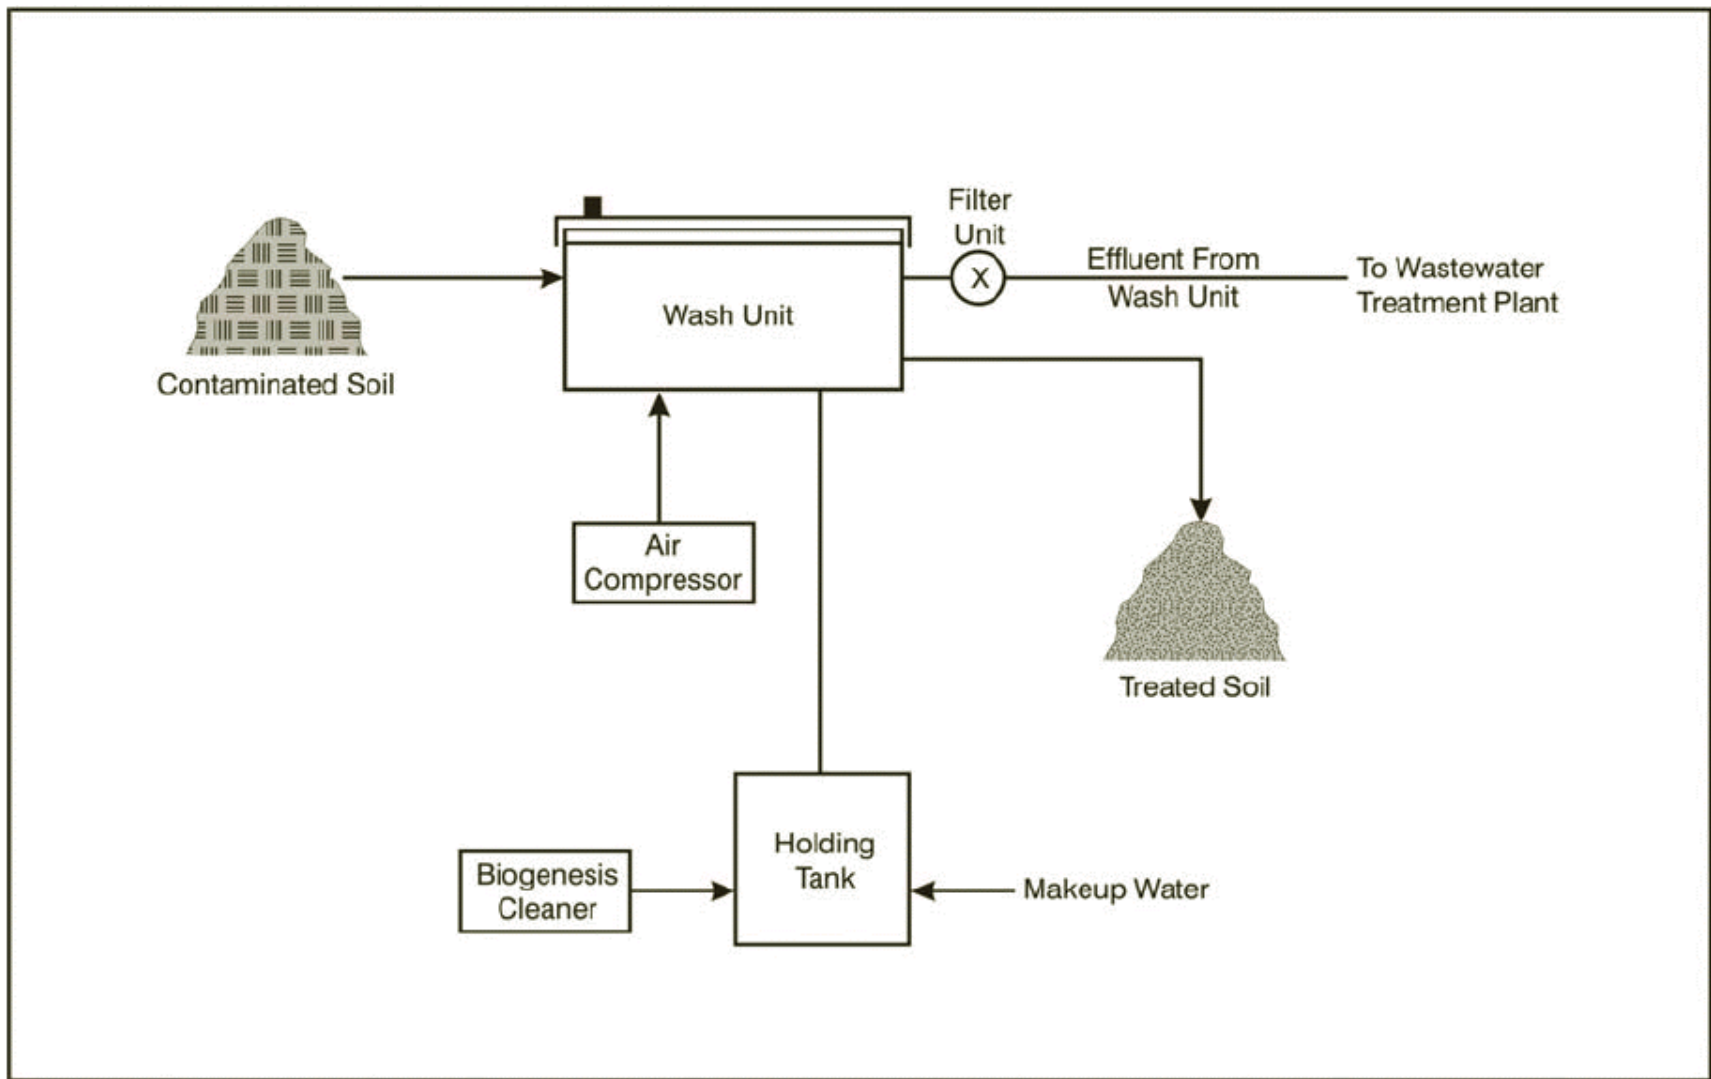 Filter
Unit
Effluent From
Wash Unit
To Wastewater
Treatment Plant
Wash Unit
X
Contaminated Soil
Air
Compressor
Treated Soil
Holding
Tank
Biogenesis
Cleaner
Makeup Water